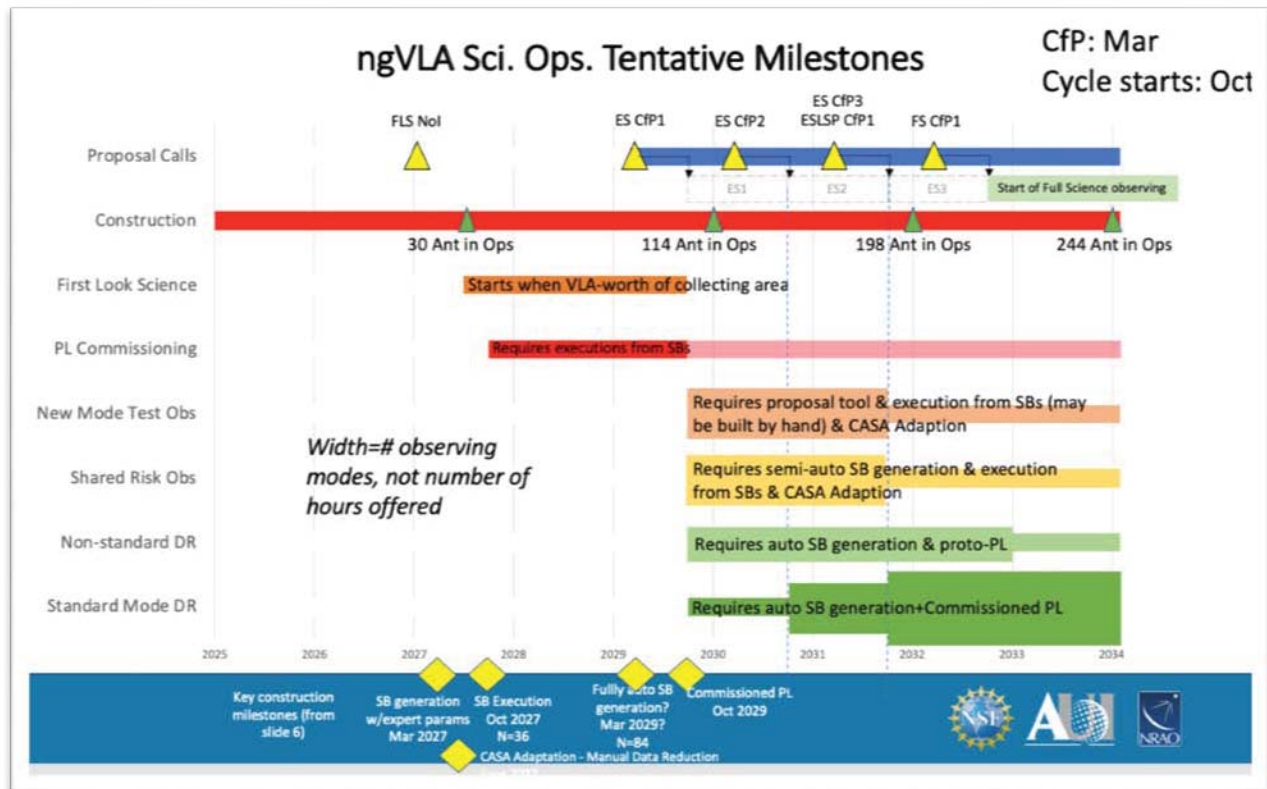 ngVLA Sci. Ops. Tentative Milestones
CfP: Mar
Cycle starts: Oct
FLS NoI
ES CfP1
ES CfP2
ES CfP3
ESLSP CfP1
FS CfP1
Proposal Calls
ES1
ES2
ES3
Start of Full Science observing
Construction
30 Ant in Ops
114 Ant in Ops
198 Ant in Ops
244 Ant in Ops
First Look Science
Starts when VLA-worth of collecting area
PL Commissioning
Requires executions from SBs
New Mode Test Obs
Requires proposal tool & execution from SBs (may
be built by hand) & CASA Adaption
Width=# observing
modes, not number of
hours offered
Shared Risk Obs
Requires semi-auto SB generation & execution
from SBs & CASA Adaption
Non-standard DR
Requires auto SB generation & proto-PL
Standard Mode DR
Requires auto SB generation+Commissioned PL
2025
2026
2027
2028
2029
2030
2031
2032
2033
2034
Key construction
milestones (from
slide 6)
SB generation
w/expert params
Mar 2027
SB Execution
Oct 2027
N=36
Fullly auto SB
generation?
Mar 2029?
N=84
Commissioned PL
Oct 2029
CASA Adaptation - Manual Data Reduction
NSF
AUI
NRAO